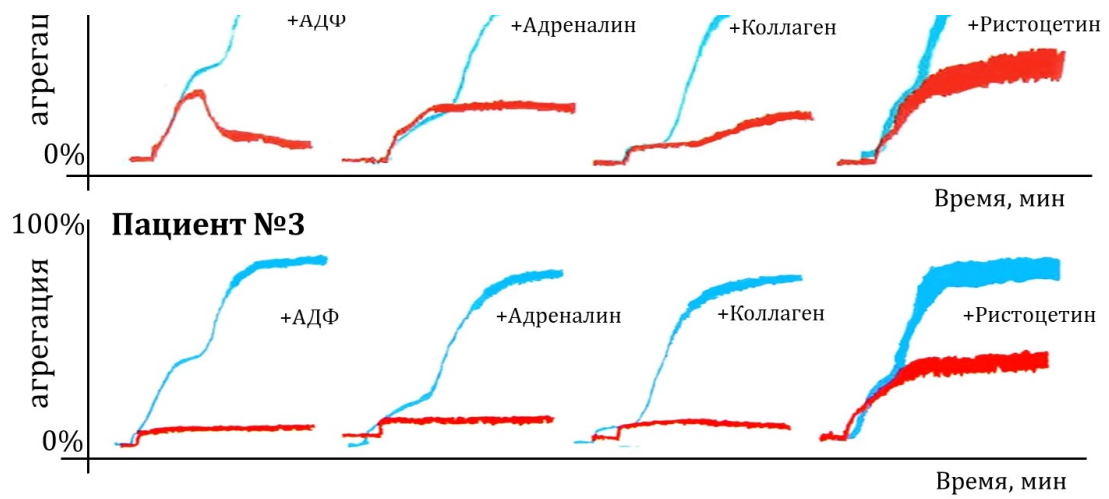 +АДФ
+Адреналин
+Коллаген
+Ристоцетин
агрегац
0%
Время, мин
100%
Пациент №3
агрегация
+АДФ
+Адреналин
+Коллаген
+Ристоцетин
0%
Время, мин